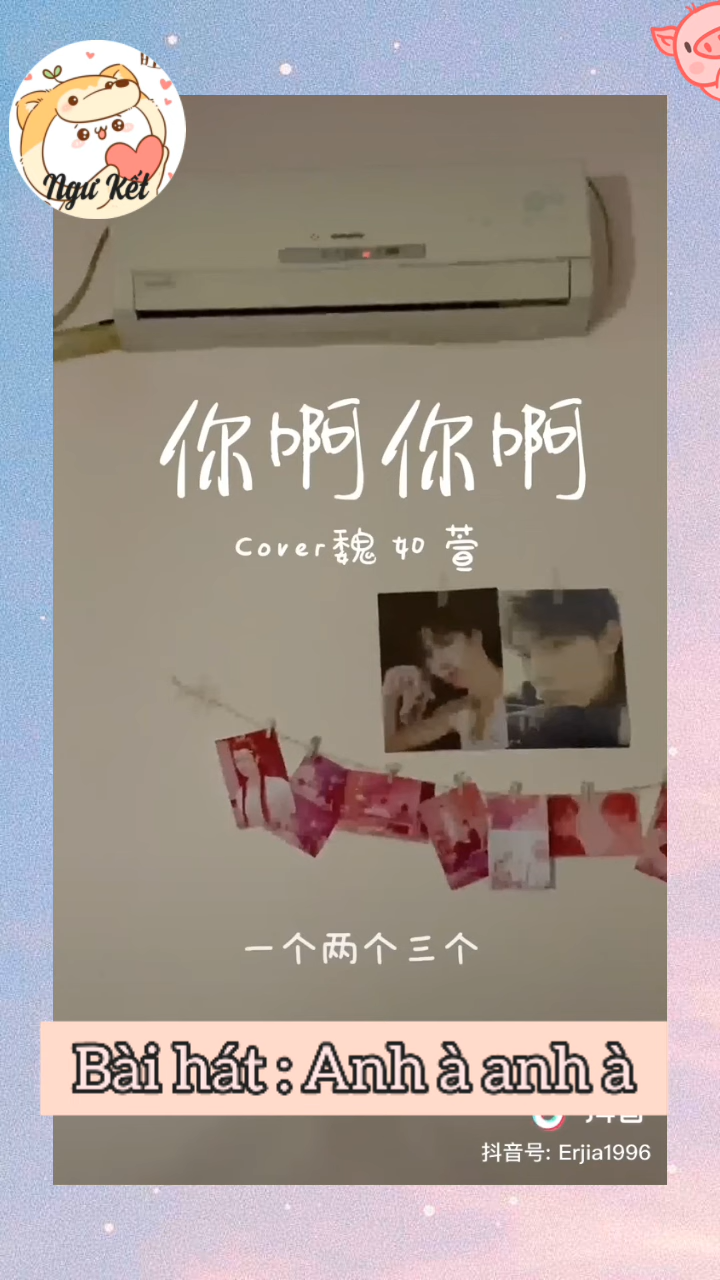 Ngư Kết
你啊你啊
Cover魏如萱
一个两个三个
Bài hát : Anh à anh à
抖音号: Erjia1996